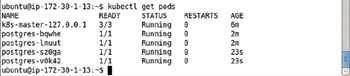 ubuntu@ip-172-30-1-13:~$ kubectl get pods
NAME READY STATUS RESTARTS AGE
k8s-master-127.0.0.1 3/3 Running 0 6m
postgres-bqwhe 1/1 Running 0 2m
postgres-lmuut 1/1 Running 0 2m
postgres-sz0ga 1/1 Running 0 23s
postgres-v0k42 1/1 Running 0 23s
ubuntu@ip-172-30-1-13:~$